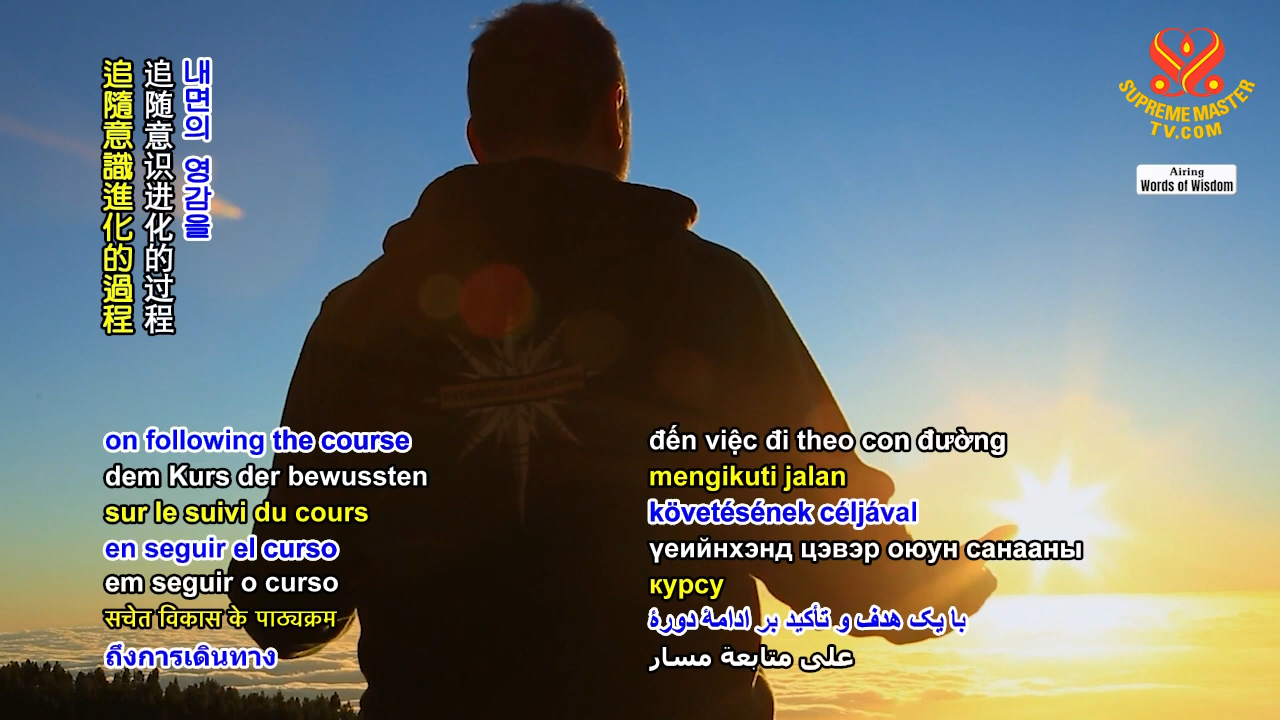 追隨意識進化的過程
追随意识进化的过程
내면의 영감을
SUPREME MASTER
TV.COM
Airing
Words of Wisdom
on following the course
dem Kurs der bewussten
sur le suivi du cours
en seguir el curso
em seguir o curso
सचेत विकास के पाठ्यक्रम
ถึงการเดินทาง
đến việc đi theo con đường
mengikuti jalan
követésének céljával
үеийнхэнд цэвэр оюун санааны
курсу
با یک هدف و تأکید بر ادامهٔ دورهٔ
على متابعة مسار